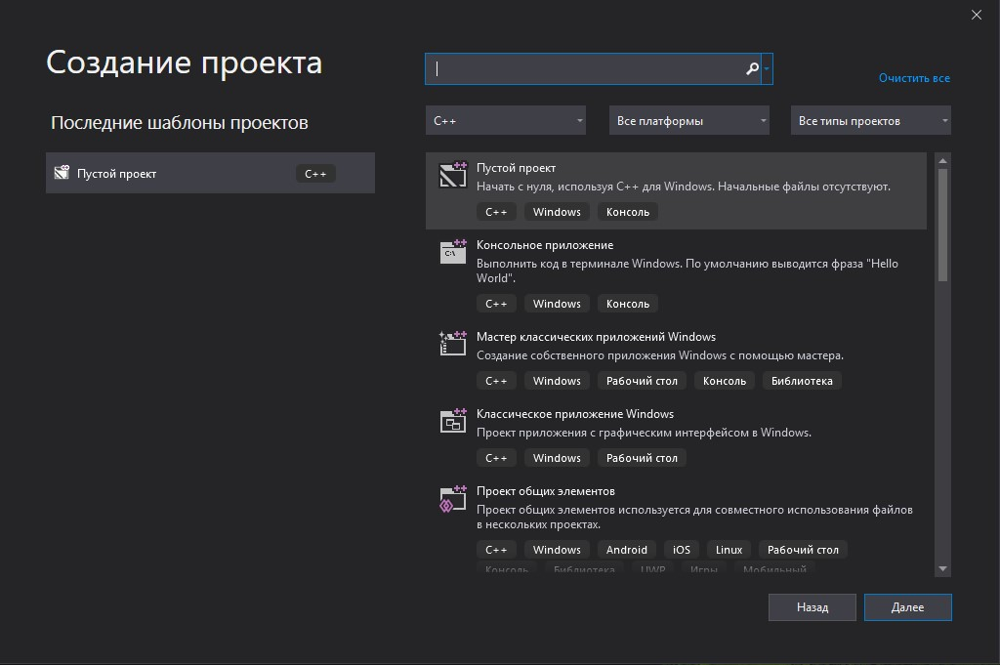 Создание проекта
Очистить все
Последние шаблоны проектов
C++
Все платформы
Все типы проектов
Пустой проект
C++
Пустой проект
Начать с нуля, используя C++ для Windows. Начальные файлы отсутствуют.
C++ Windows Консоль
Консольное приложение
Выполнить код в терминале Windows. По умолчанию выводится фраза "Hello
World".
C++ Windows Консоль
Мастер классических приложений Windows
Создание собственного приложения Windows с помощью мастера.
C++ Windows Рабочий стол Консоль Библиотека
Классическое приложение Windows
Проект приложения с графическим интерфейсом в Windows.
C++ Windows Рабочий стол
Проект общих элементов
Проект общих элементов используется для совместного использования файлов
в нескольких проектах.
C++ Windows Android iOS Linux Рабочий стол
Консоль Библиотека UWP Игры Мобильный
Назад
Далее